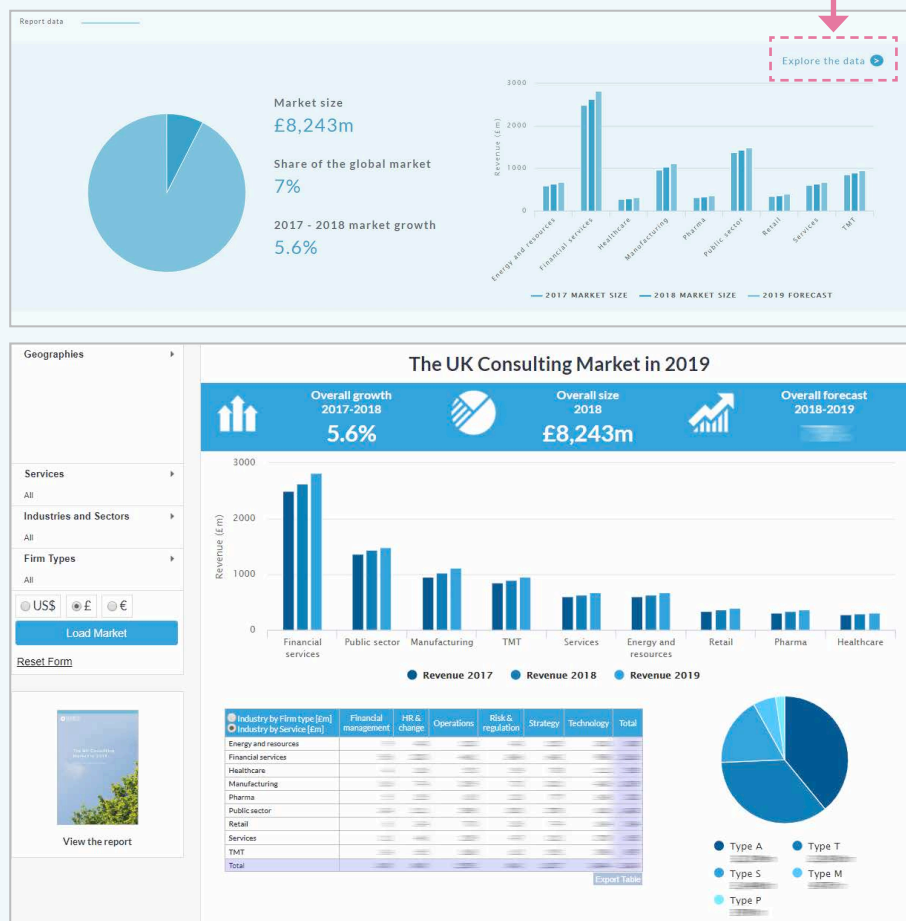 Report data
Explore the data
Market size
£8,243m
Share of the global market
7%
2017 - 2018 market growth
5.6%
3000
2000
1000
0
Revenue (£m)
Energy and resources
Financial services
Healthcare
Manufacturing
Pharma
Public sector
Retail
Services
TMT
2017 MARKET SIZE
2018 MARKET SIZE
2019 FORECAST
Geographies
Services
All
Industries and Sectors
All
Firm Types
All
US$ £ €
Load Market
Reset Form
The UK Consulting
Market in 2019
View the report
The UK Consulting Market in 2019
Overall growth
2017-2018
5.6%
Overall size
2018
£8,243m
Overall forecast
2018-2019
3000
2000
1000
0
Revenue (£m)
Financial
services
Public sector
Manufacturing
TMT
Services
Energy and
resources
Retail
Pharma
Healthcare
Revenue 2017
Revenue 2018
Revenue 2019
Industry by Firm type [£m]
Industry by Service [£m]
Financial
management
HR &
change
Operations
Risk &
regulation
Strategy
Technology
Total
Energy and resources
Financial services
Healthcare
Manufacturing
Pharma
Public sector
Retail
Services
TMT
Total
Export Table
Type A
Type T
Type S
Type M
Type P